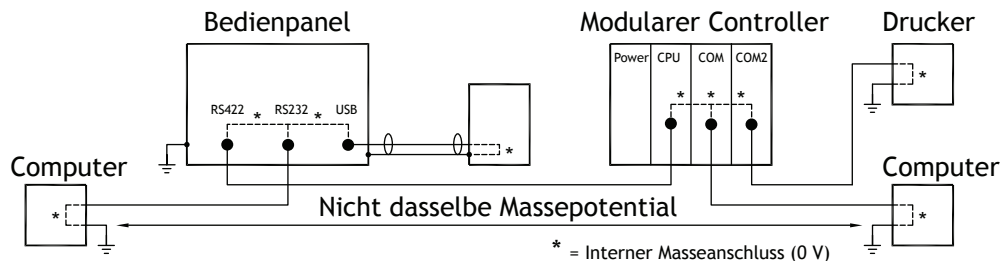 Bedienpanel
Modularer Controller
Drucker
Power CPU COM COM2
*
* * *
RS422 * RS232 * USB
*
Computer
Computer
*
*
Nicht dasselbe Massepotential
* = Interner Masseanschluss (0 V)